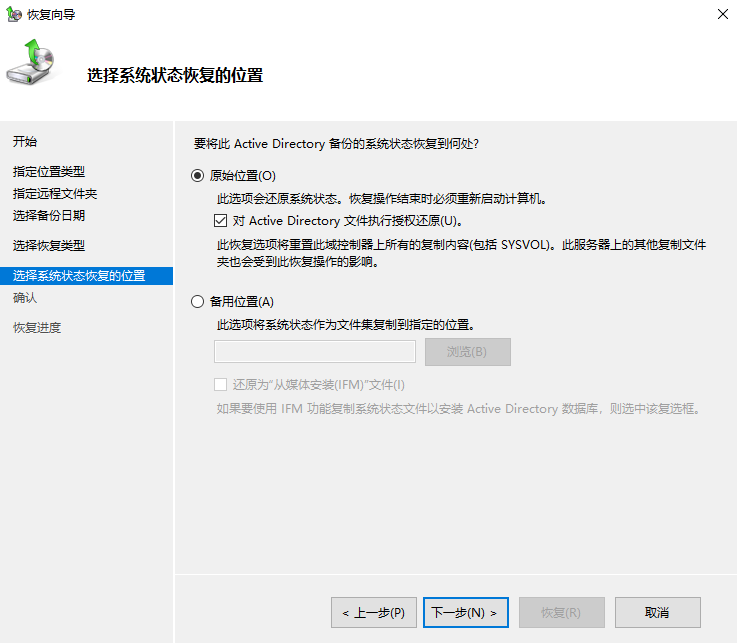 恢复向导
选择系统状态恢复的位置
开始
指定位置类型
指定远程文件夹
选择备份日期
选择恢复类型
选择系统状态恢复的位置
确认
恢复进度
要将此 Active Directory 备份的系统状态恢复到何处?
原始位置(O)
此选项会还原系统状态。恢复操作结束时必须重新启动计算机。
对 Active Directory 文件执行授权还原(U)。
此恢复选项将重置此域控制器上所有的复制内容(包括 SYSVOL)。此服务器上的其他复制文件
夹也会受到此恢复操作的影响。
备用位置(A)
此选项将系统状态作为文件集复制到指定的位置。
浏览(B)
还原为“从媒体安装(IFM)”文件(I)
如果要使用 IFM 功能复制系统状态文件以安装 Active Directory 数据库，则选中该复选框。
< 上一步(P)
下一步(N) >
恢复(R)
取消